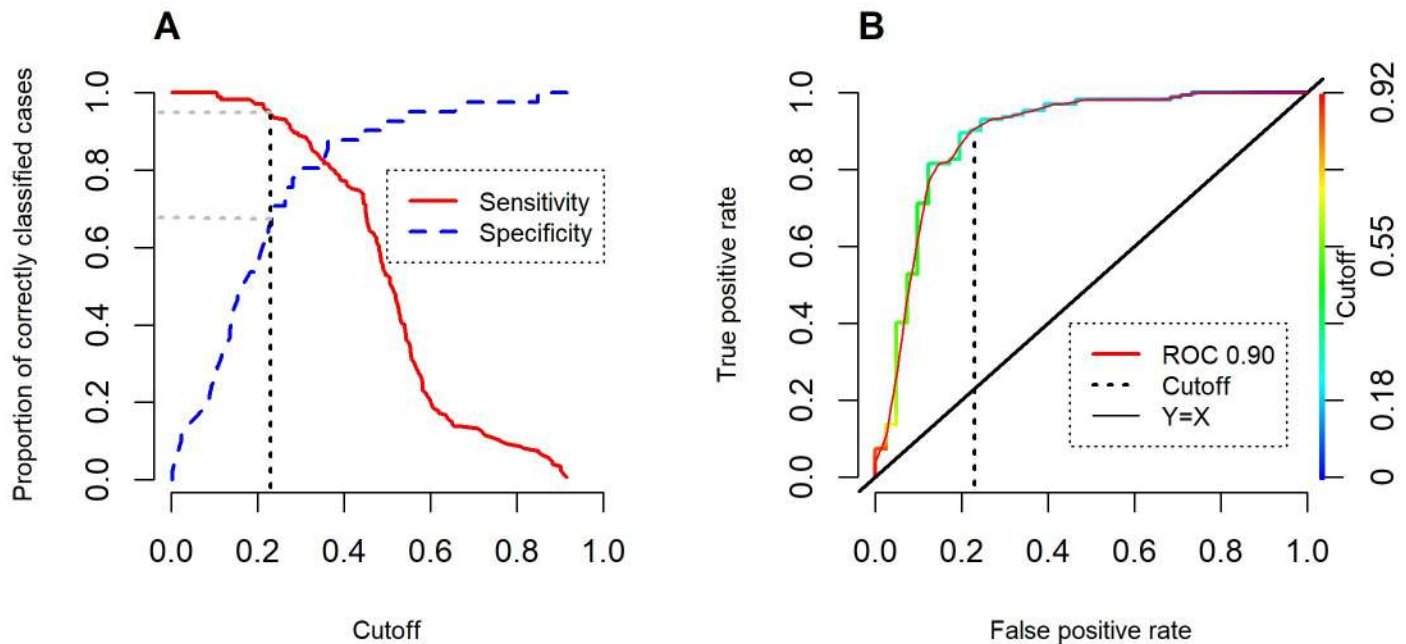 A
Proportion of correctly classified cases
1.0
0.8
0.6
0.4
0.2
0.0
Sensitivity
Specificity
0.0 0.2 0.4 0.6 0.8 1.0
Cutoff
B
True positive rate
1.0
0.8
0.6
0.4
0.2
0.0
ROC 0.90
Cutoff
Y=X
0.92
0.55
0.18
0
Cutoff
0.0 0.2 0.4 0.6 0.8 1.0
False positive rate